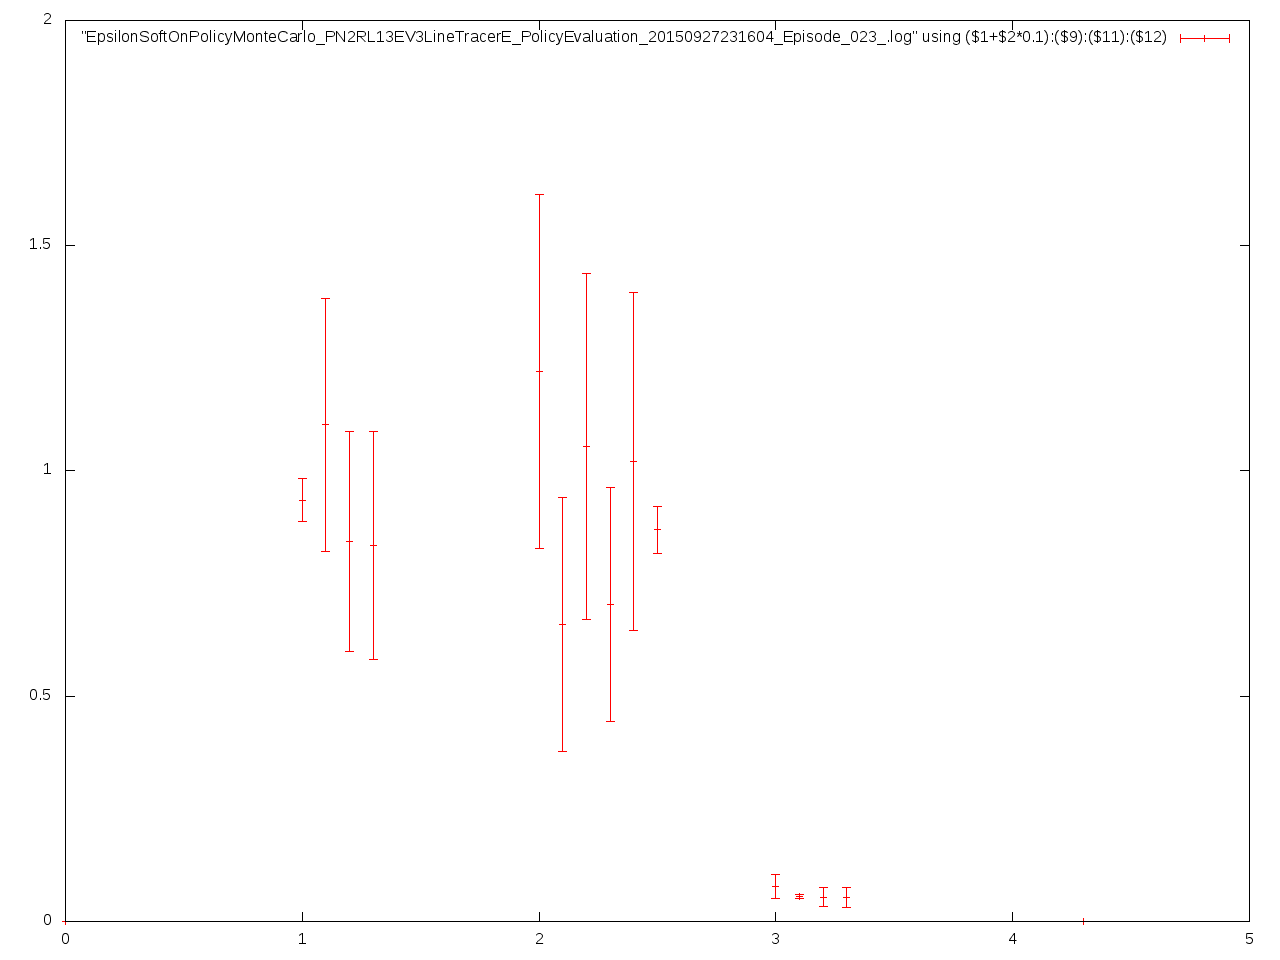 2
"EpsilonSoftOnPolicyMonteCarlo_PN2RL13EV3LineTracerE_PolicyEvaluation_20150927231604_Episode_023_.log" using ($1+$2*0.1):($9):($11):($12)
1.5
1
0.5
0
0 1 2 3 4 5